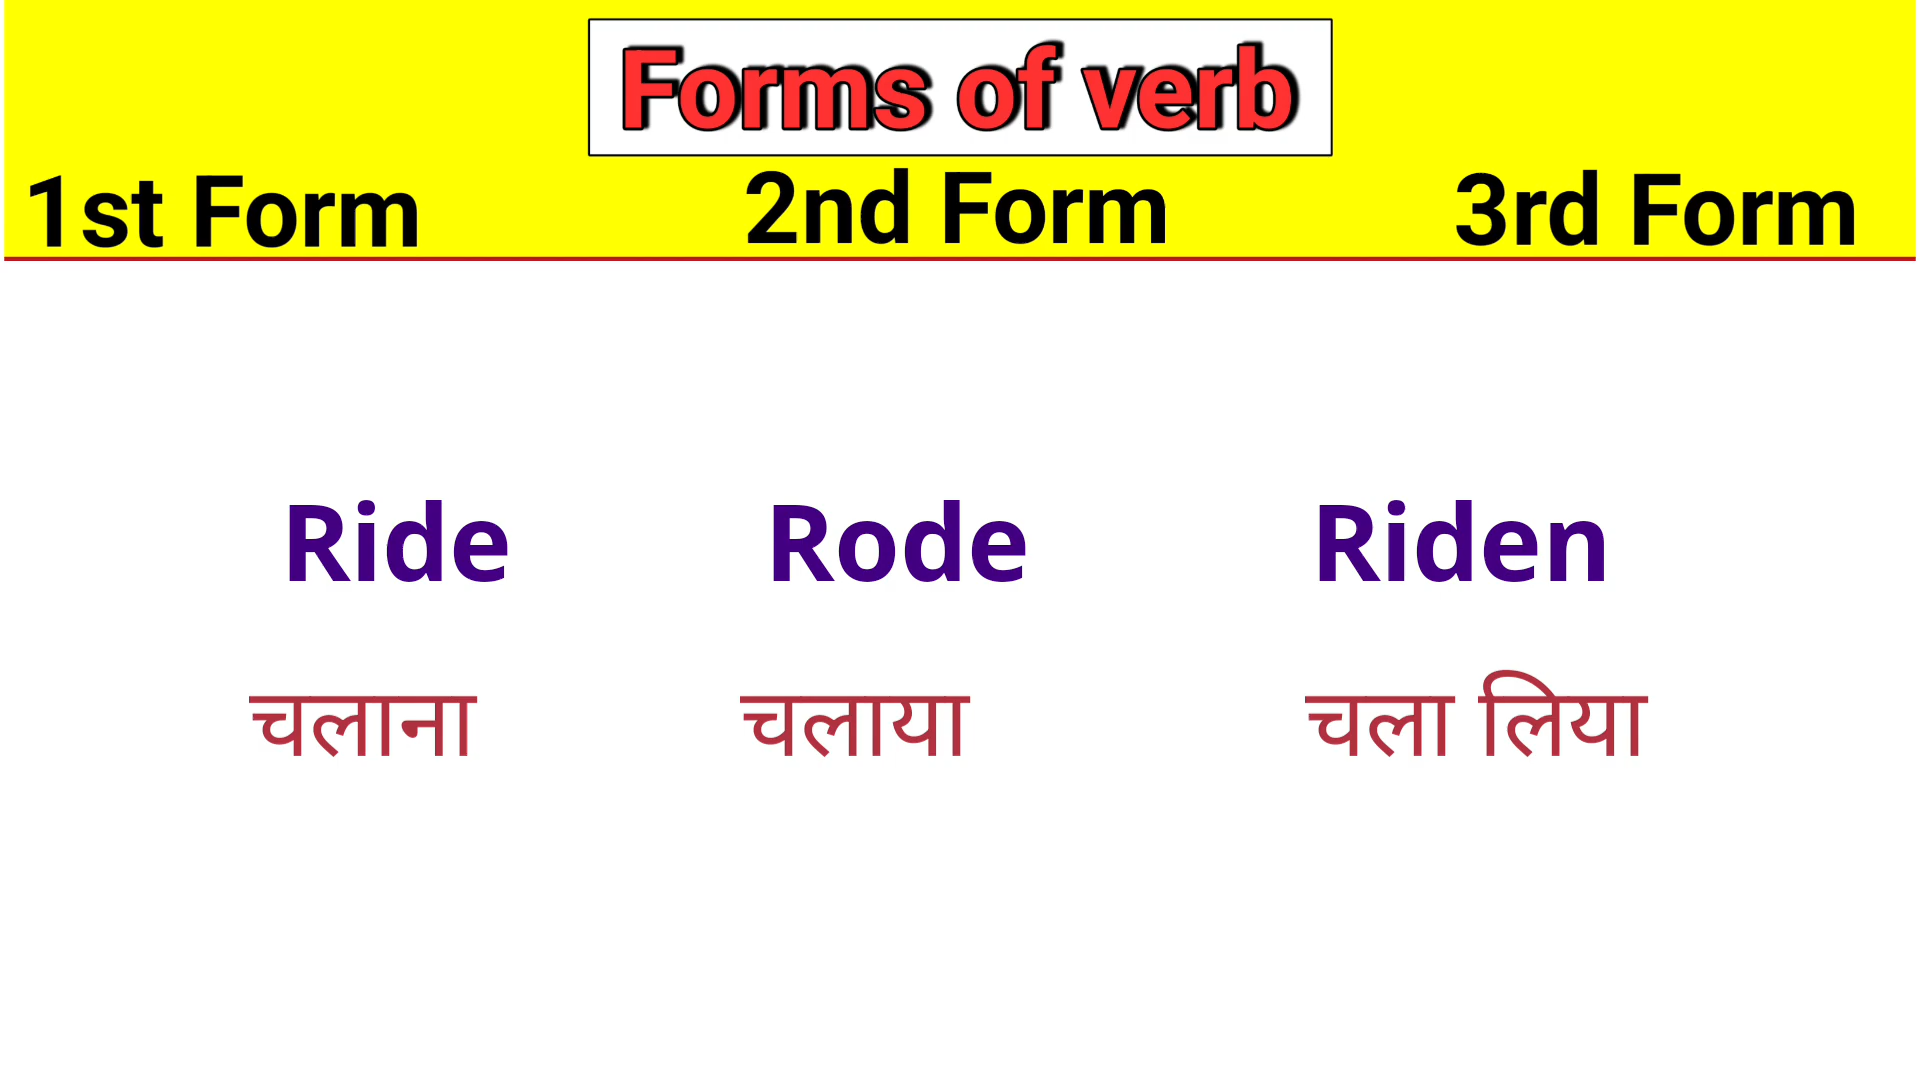 Forms of verb
1st Form 2nd Form 3rd Form
Ride Rode Riden
चलाना चलाया चला लिया